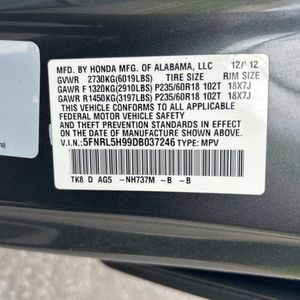 MFD. BY HONDA MFG. OF ALABAMA, LLC 12/'12
GVWR 2730KG(6019LBS) TIRE SIZE RIM SIZE
GAWR F 1320KG(2910LBS) P235/60R18 102T 18X7J
GAWR R1450KG(3197LBS) P235/60R18 102T 18X7J
THIS VEHICLE CONFORMS TO ALL APPLICABLE
FEDERAL MOTOR VEHICLE SAFETY AND
THEFT PREVENTION STANDARDS IN EFFECT ON
THE DATE OF MANUFACTURE SHOWN ABOVE.
V.I.N.: 5FNRL5H99DB037246 TYPE: MPV
TK8 D AG5 -NH737M -B -B